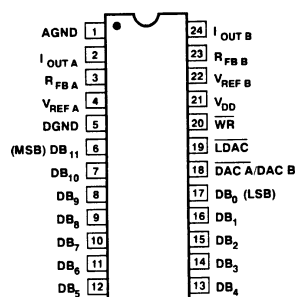 AGND 1 24 I OUT B
I OUT A 2 23 R FB B
R FB A 3 22 V REF B
V REF A 4 21 V DD
DGND 5 20 WR
(MSB) DB11 6 19 LDAC
DB10 7 18 DAC A/DAC B
DB9 8 17 DB0 (LSB)
DB8 9 16 DB1
DB7 10 15 DB2
DB6 11 14 DB3
DB5 12 13 DB4